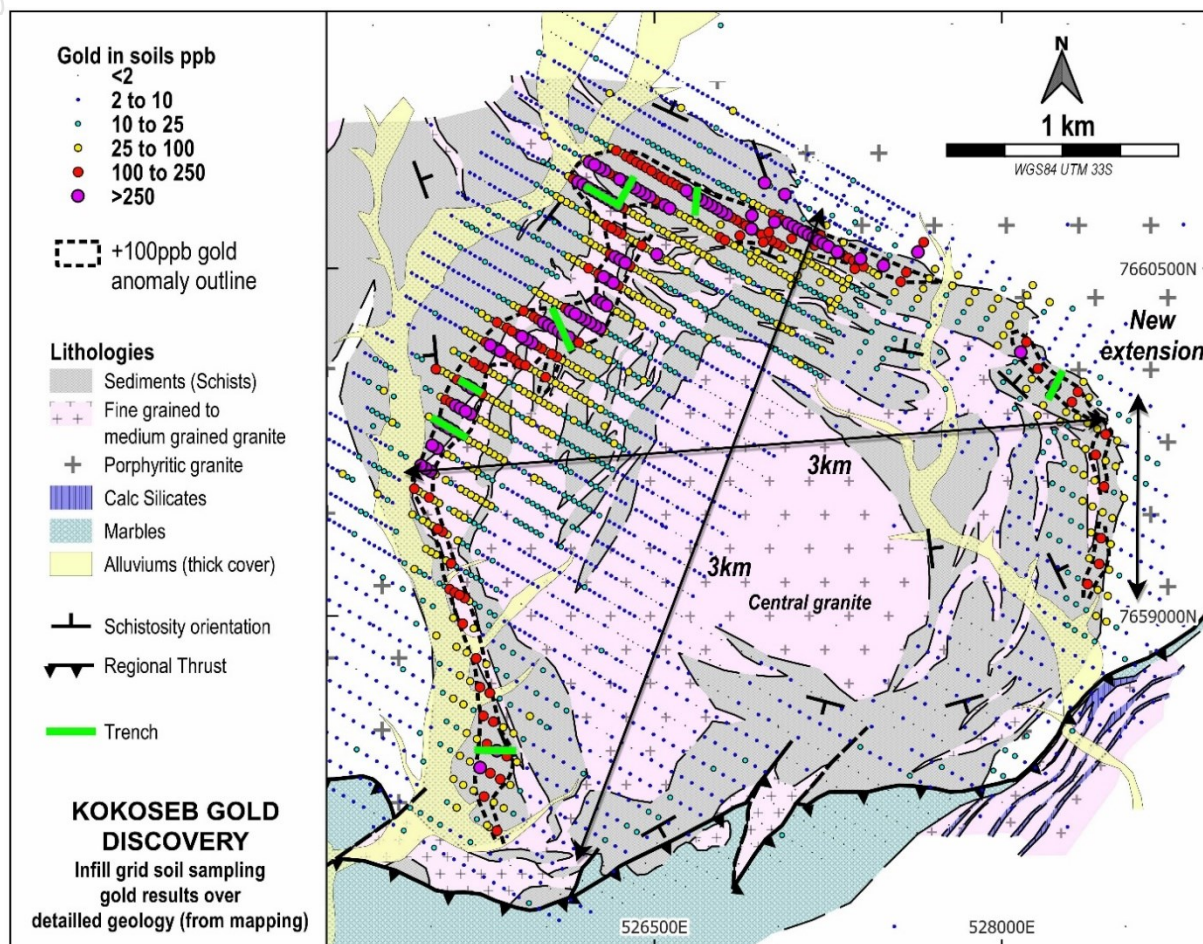 Gold in soils ppb
<2
2 to 10
10 to 25
25 to 100
100 to 250
>250
+100ppb gold
anomaly outline
Lithologies
Sediments (Schists)
Fine grained to
medium grained granite
Porphyritic granite
Calc Silicates
Marbles
Alluviums (thick cover)
Schistosity orientation
Regional Thrust
Trench
KOKOSEB GOLD
DISCOVERY
Infill grid soil sampling
gold results over
detailled geology (from mapping)
N
1 km
WGS84 UTM 33S
7660500N
New
extension
3km
3km
Central granite
7659000N
526500E
528000E